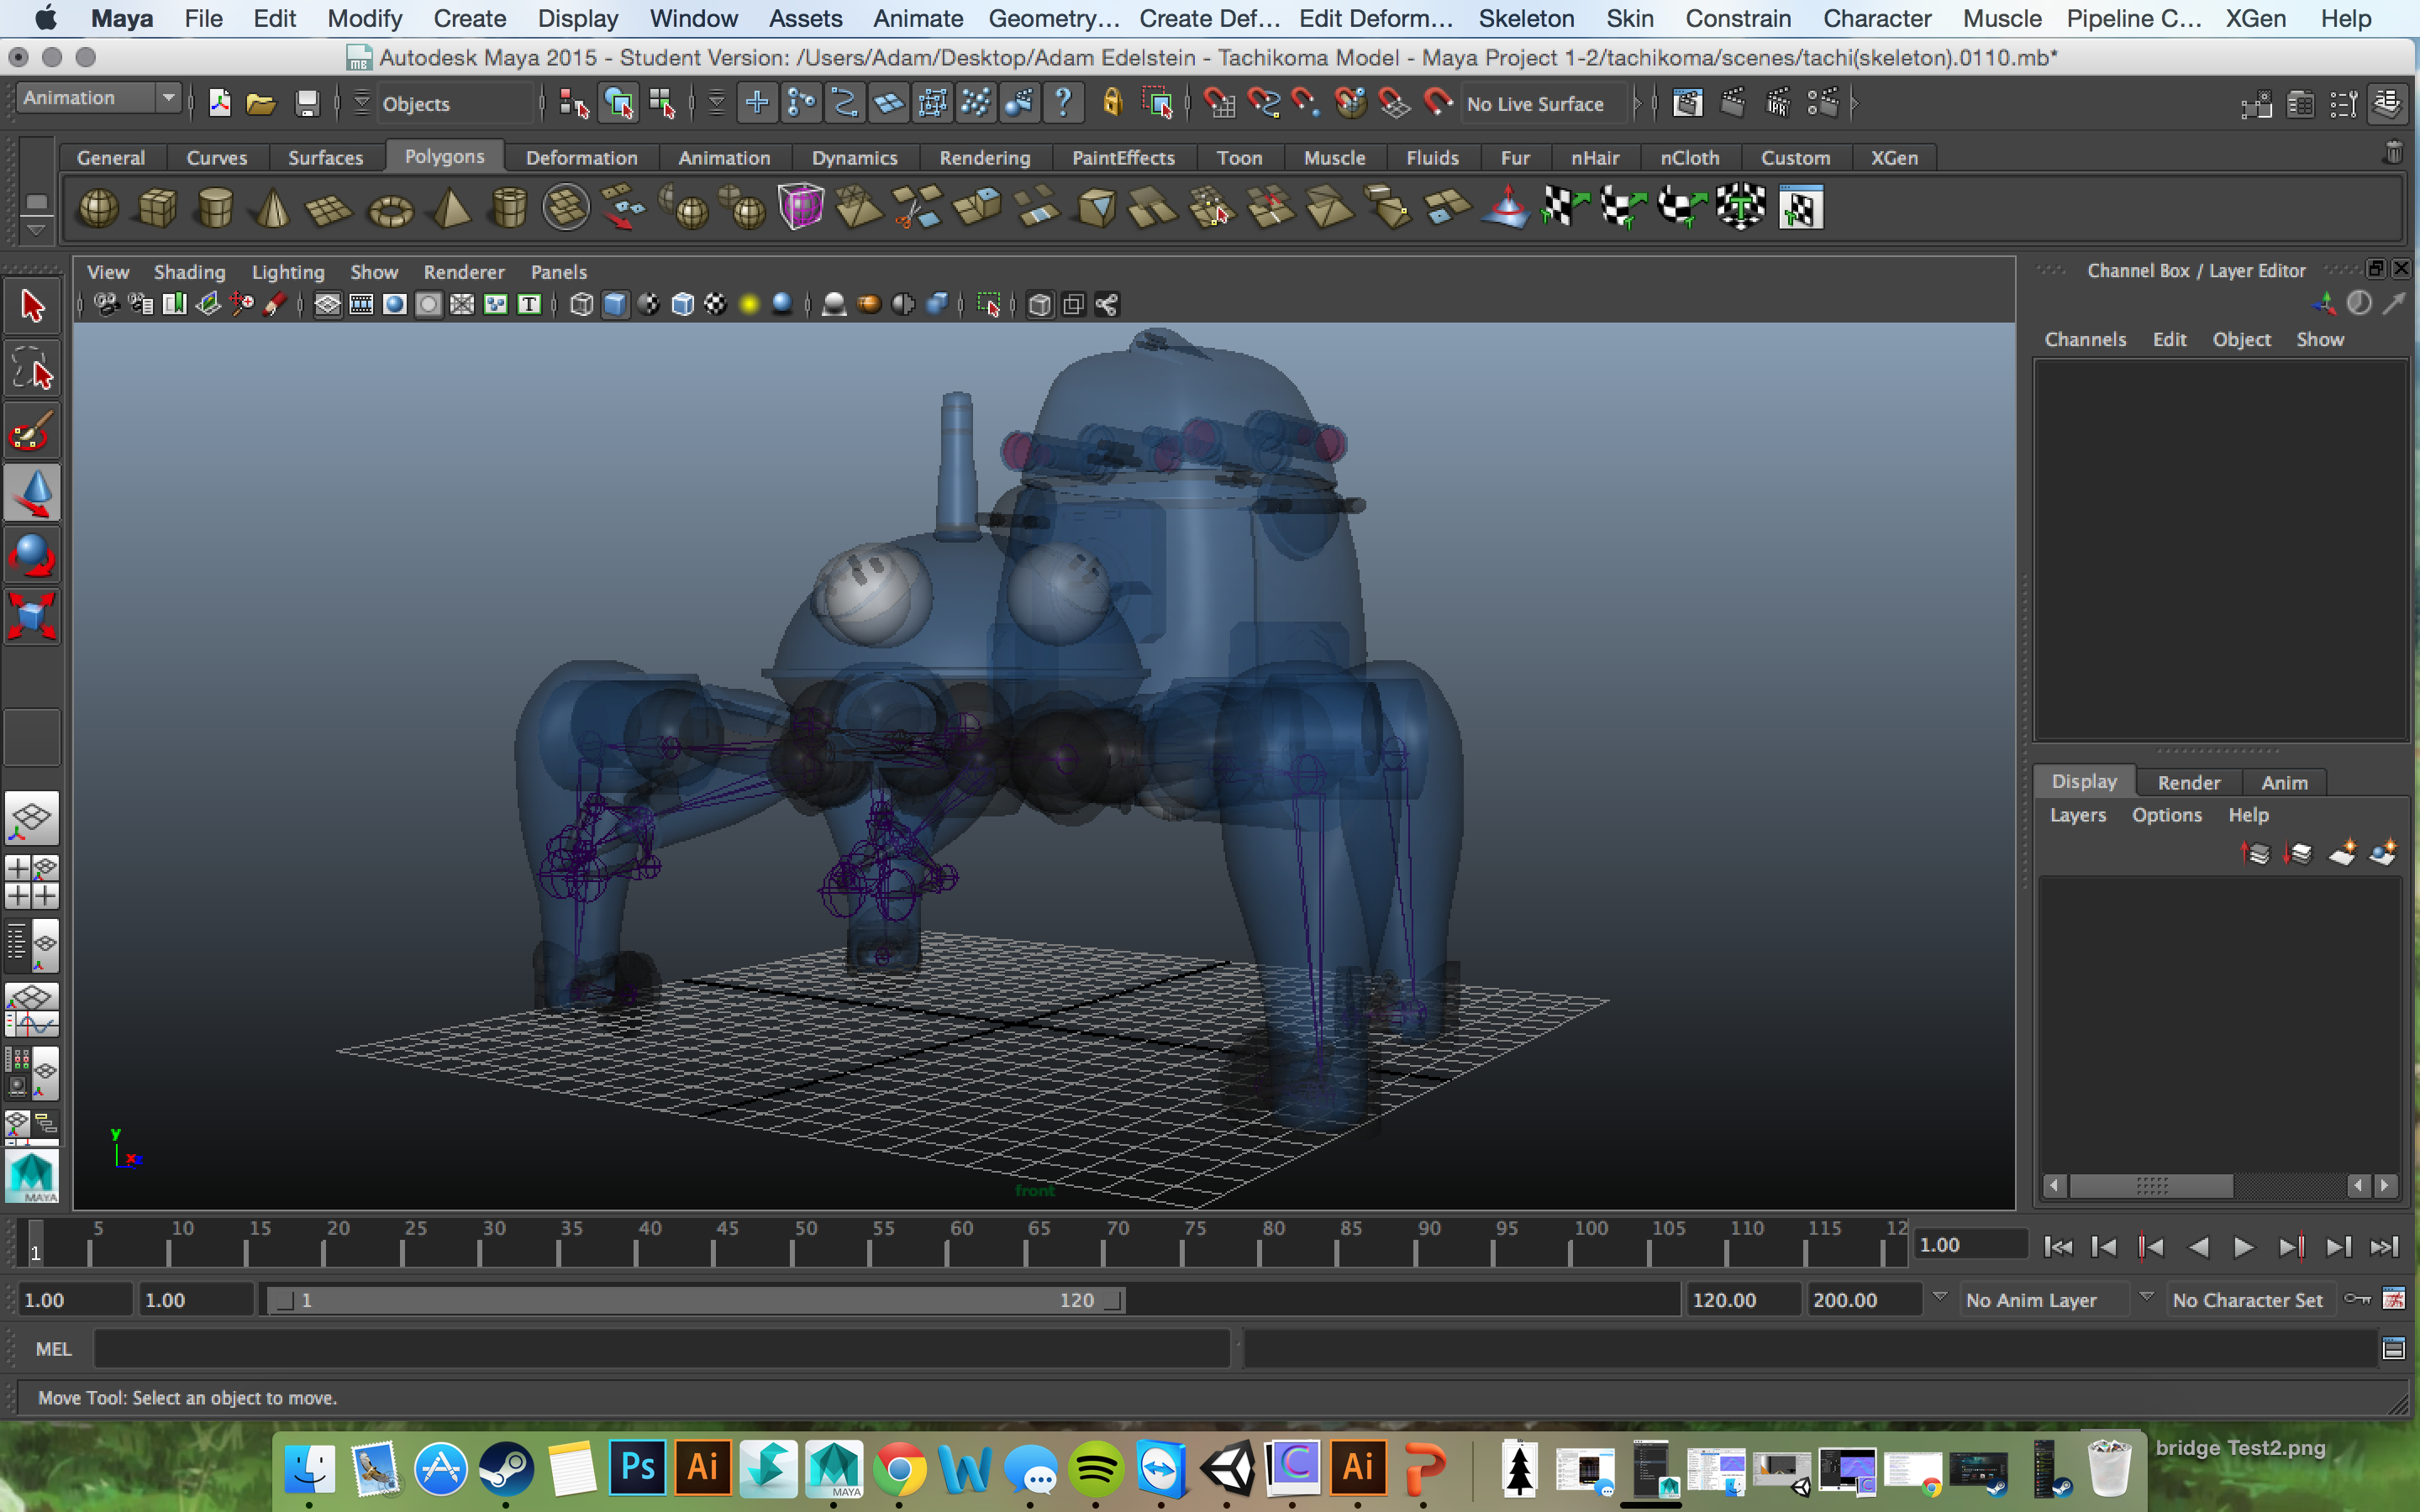 Maya File Edit Modify Create Display Window Assets Animate Geometry… Create Def… Edit Deform… Skeleton Skin Constrain Character Muscle Pipeline C… XGen Help
Autodesk Maya 2015 - Student Version: /Users/Adam/Desktop/Adam Edelstein - Tachikoma Model - Maya Project 1-2/tachikoma/scenes/tachi(skeleton).0110.mb*
Animation Objects No Live Surface
General Curves Surfaces Polygons Deformation Animation Dynamics Rendering PaintEffects Toon Muscle Fluids Fur nHair nCloth Custom XGen
View Shading Lighting Show Renderer Panels
Channel Box / Layer Editor
Channels Edit Object Show
Display Render Anim
Layers Options Help
y
x
front
MAYA
5 10 15 20 25 30 35 40 45 50 55 60 65 70 75 80 85 90 95 100 105 110 115 12
1
1.00
1.00 1.00 1 120 120.00 200.00 No Anim Layer No Character Set
MEL
Move Tool: Select an object to move.
Ps Ai MAYA W C Ai P
bridge Test2.png